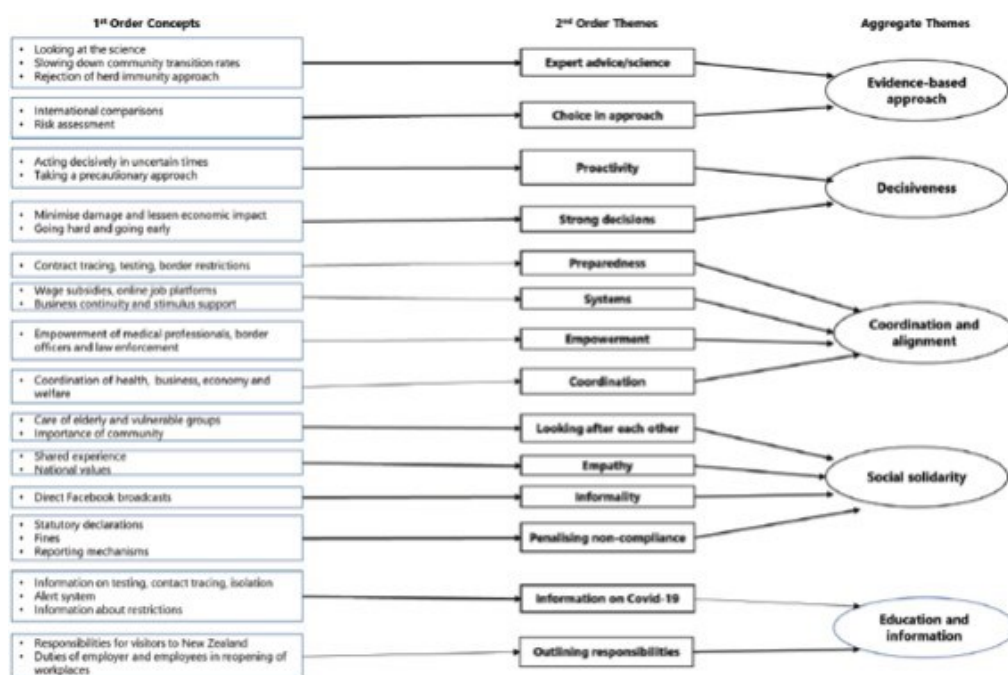 1st Order Concepts
2nd Order Themes
Aggregate Themes
• Looking at the science
• Slowing down community transition rates
• Rejection of herd immunity approach
Expert advice/science
Evidence-based
approach
• International comparisons
• Risk assessment
Choice in approach
• Acting decisively in uncertain times
• Taking a precautionary approach
Proactivity
Decisiveness
• Minimise damage and lessen economic impact
• Going hard and going early
Strong decisions
• Contract tracing, testing, border restrictions
Preparedness
• Wage subsidies, online job platforms
• Business continuity and stimulus support
Systems
Coordination and
alignment
• Empowerment of medical professionals, border
officers and law enforcement
Empowerment
• Coordination of health, business, economy and
welfare
Coordination
• Care of elderly and vulnerable groups
• Importance of community
Looking after each other
• Shared experience
• National values
Empathy
Social solidarity
• Direct Facebook broadcasts
Informality
• Statutory declarations
• Fines
• Reporting mechanisms
Penalising non-compliance
• Information on testing, contact tracing, isolation
• Alert system
• Information about restrictions
Information on Covid-19
Education and
information
• Responsibilities for visitors to New Zealand
• Duties of employer and employees in reopening of
workplaces
Outlining responsibilities